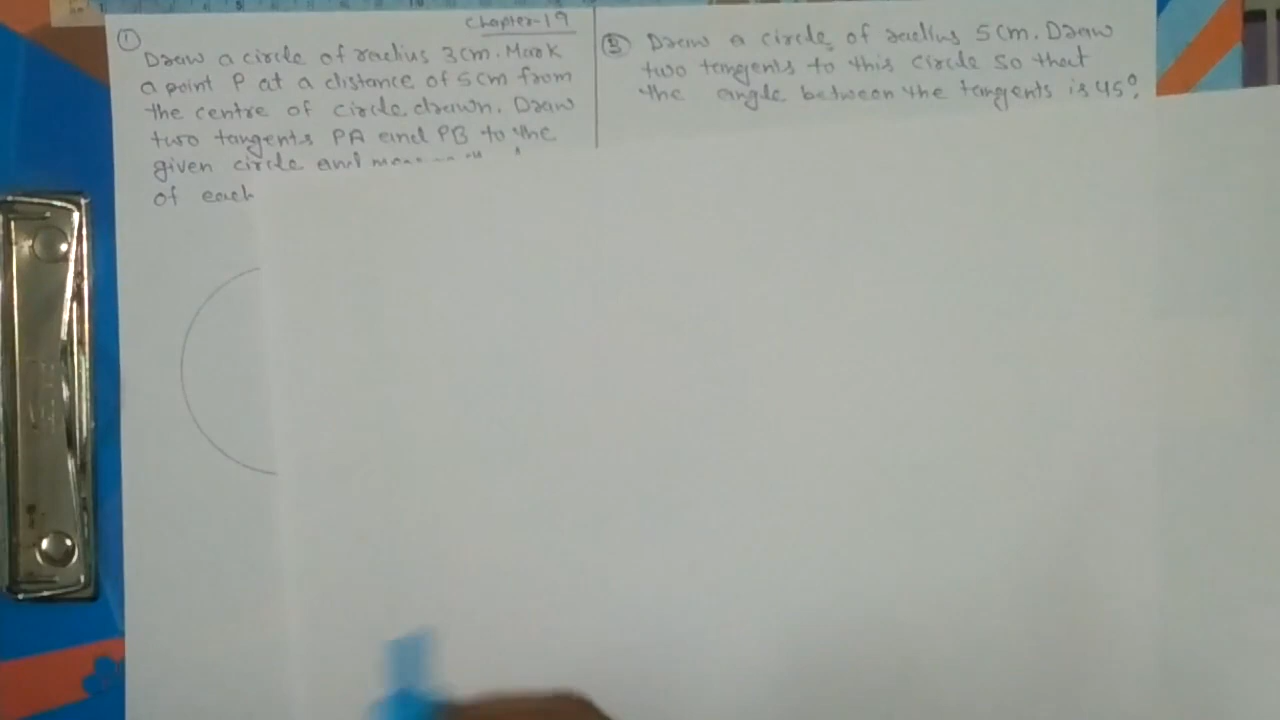 Chapter-19
① Draw a circle of radius 3cm. Mark
a point P at a distance of 5cm from
the centre of circle drawn. Draw
two tangents PA and PB to the
given circle and
of each
③ Draw a circle of radius 5cm. Draw
two tangents to this circle so that
the angle between the tangents is 45°.